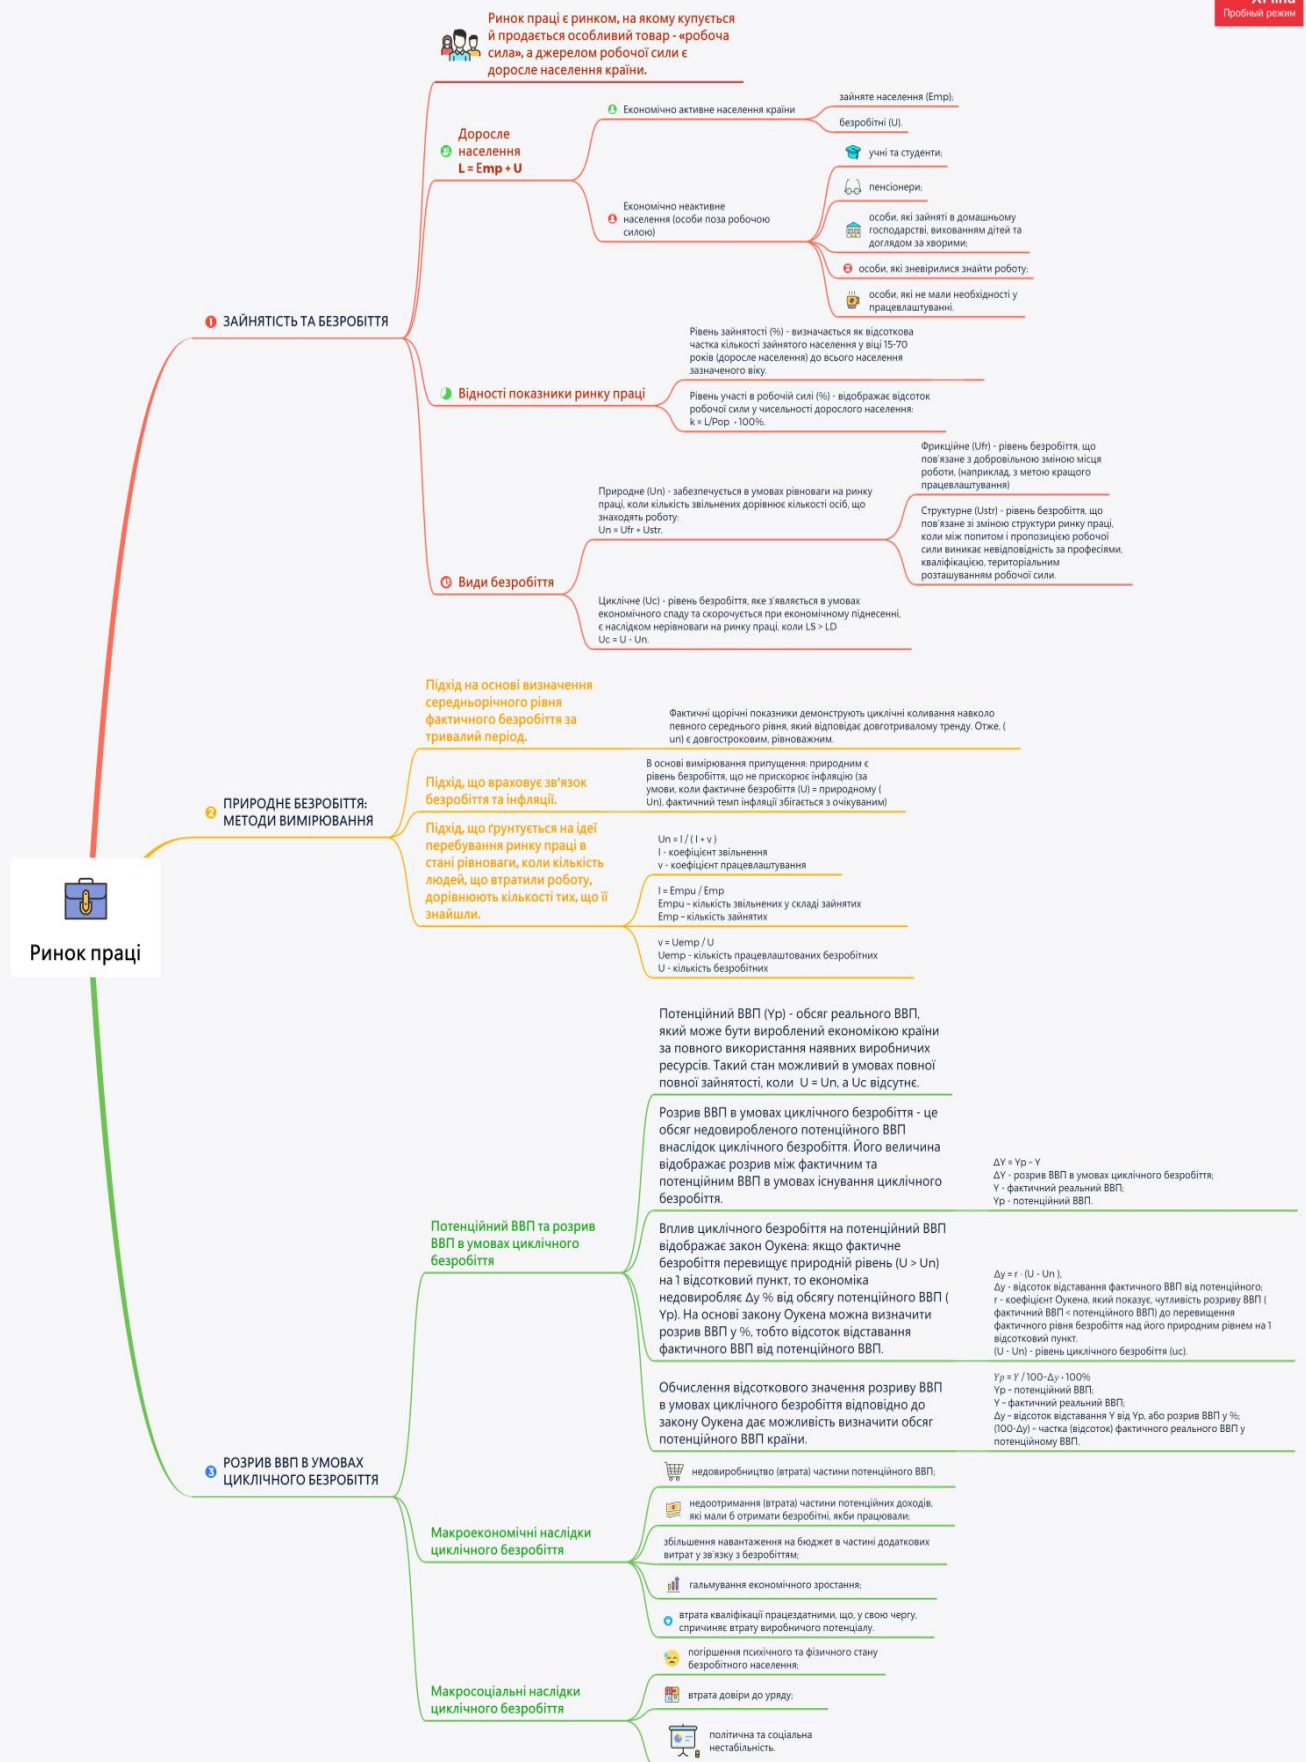 XMind
Пробный режим
Ринок праці є ринком, на якому купується
й продається особливий товар - «робоча
сила», а джерелом робочої сили є
доросле населення країни.
Доросле
населення
L = Emp + U
Економічно активне населення країни
зайняте населення (Emp);
безробітні (U).
Економічно неактивне
населення (особи поза робочою
силою)
учні та студенти;
пенсіонери;
особи, які зайняті в домашньому
господарстві, вихованням дітей та
доглядом за хворими;
особи, які зневірилися знайти роботу;
особи, які не мали необхідності у
працевлаштуванні.
1 ЗАЙНЯТІСТЬ ТА БЕЗРОБІТТЯ
Відності показники ринку праці
Рівень зайнятості (%) - визначається як відсоткова
частка кількості зайнятого населення у віці 15-70
років (доросле населення) до всього населення
зазначеного віку.
Рівень участі в робочій силі (%) - відображає відсоток
робочої сили у чисельності дорослого населення:
k = L/Pop · 100%.
Види безробіття
Природне (Un) - забезпечується в умовах рівноваги на ринку
праці, коли кількість звільнених дорівнює кількості осіб, що
знаходять роботу:
Un = Ufr + Ustr.
Фрикційне (Ufr) - рівень безробіття, що
пов'язане з добровільною зміною місця
роботи, (наприклад, з метою кращого
працевлаштування)
Структурне (Ustr) - рівень безробіття, що
пов'язане зі зміною структури ринку праці,
коли між попитом і пропозицією робочої
сили виникає невідповідність за професіями,
кваліфікацією, територіальним
розташуванням робочої сили.
Циклічне (Uc) - рівень безробіття, яке з'являється в умовах
економічного спаду та скорочується при економічному піднесенні,
є наслідком нерівноваги на ринку праці, коли LS > LD
Uc = U - Un.
2 ПРИРОДНЕ БЕЗРОБІТТЯ:
МЕТОДИ ВИМІРЮВАННЯ
Підхід на основі визначення
середньорічного рівня
фактичного безробіття за
тривалий період.
Фактичні щорічні показники демонструють циклічні коливання навколо
певного середнього рівня, який відповідає довготривалому тренду. Отже, (
un) є довгостроковим, рівноважним.
Підхід, що враховує зв'язок
безробіття та інфляції.
В основі вимірювання припущення: природним є
рівень безробіття, що не прискорює інфляцію (за
умови, коли фактичне безробіття (U) = природному (
Un), фактичний темп інфляції збігається з очікуваним)
Підхід, що ґрунтується на ідеї
перебування ринку праці в
стані рівноваги, коли кількість
людей, що втратили роботу,
дорівнюють кількості тих, що її
знайшли.
Un = l / ( l + v )
l - коефіцієнт звільнення
v - коефіцієнт працевлаштування
l = Empu / Emp
Empu – кількість звільнених у складі зайнятих
Emp – кількість зайнятих
v = Uemp / U
Uemp - кількість працевлаштованих безробітних
U - кількість безробітних
Ринок праці
3 РОЗРИВ ВВП В УМОВАХ
ЦИКЛІЧНОГО БЕЗРОБІТТЯ
Потенційний ВВП та розрив
ВВП в умовах циклічного
безробіття
Потенційний ВВП (Yp) - обсяг реального ВВП,
який може бути вироблений економікою країни
за повного використання наявних виробничих
ресурсів. Такий стан можливий в умовах повної
повної зайнятості, коли U = Un, а Uc відсутнє.
Розрив ВВП в умовах циклічного безробіття - це
обсяг недовиробленого потенційного ВВП
внаслідок циклічного безробіття. Його величина
відображає розрив між фактичним та
потенційним ВВП в умовах існування циклічного
безробіття.
ΔY = Yp – Y
ΔY - розрив ВВП в умовах циклічного безробіття;
Y - фактичний реальний ВВП;
Yp - потенційний ВВП.
Вплив циклічного безробіття на потенційний ВВП
відображає закон Оукена: якщо фактичне
безробіття перевищує природній рівень (U > Un)
на 1 відсотковий пункт, то економіка
недовиробляє Δy % від обсягу потенційного ВВП (
Yp). На основі закону Оукена можна визначити
розрив ВВП у %, тобто відсоток відставання
фактичного ВВП від потенційного ВВП.
Δy = r · (U - Un ),
Δy - відсоток відставання фактичного ВВП від потенційного;
r - коефіцієнт Оукена, який показує, чутливість розриву ВВП (
фактичний ВВП < потенційного ВВП) до перевищення
фактичного рівня безробіття над його природним рівнем на 1
відсотковий пункт.
(U - Un) - рівень циклічного безробіття (uc).
Обчислення відсоткового значення розриву ВВП
в умовах циклічного безробіття відповідно до
закону Оукена дає можливість визначити обсяг
потенційного ВВП країни.
Yp = Y / 100–Δy · 100%
Yp – потенційний ВВП;
Y – фактичний реальний ВВП;
Δy – відсоток відставання Y від Yp, або розрив ВВП у %;
(100-Δy) – частка (відсоток) фактичного реального ВВП у
потенційному ВВП.
Макроекономічні наслідки
циклічного безробіття
недовиробництво (втрата) частини потенційного ВВП;
недоотримання (втрата) частини потенційних доходів,
які мали б отримати безробітні, якби працювали;
збільшення навантаження на бюджет в частині додаткових
витрат у зв'язку з безробіттям;
гальмування економічного зростання;
втрата кваліфікації працездатними, що, у свою чергу,
спричиняє втрату виробничого потенціалу.
Макросоціальні наслідки
циклічного безробіття
погіршення психічного та фізичного стану
безробітного населення;
втрата довіри до уряду;
політична та соціальна
нестабільність.